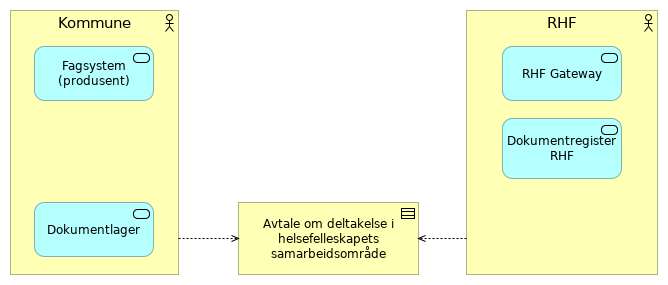 Kommune
Fagsystem
(produsent)
Dokumentlager
Avtale om deltakelse i
helsefelleskapets
samarbeidsområde
RHF
RHF Gateway
Dokumentregister
RHF